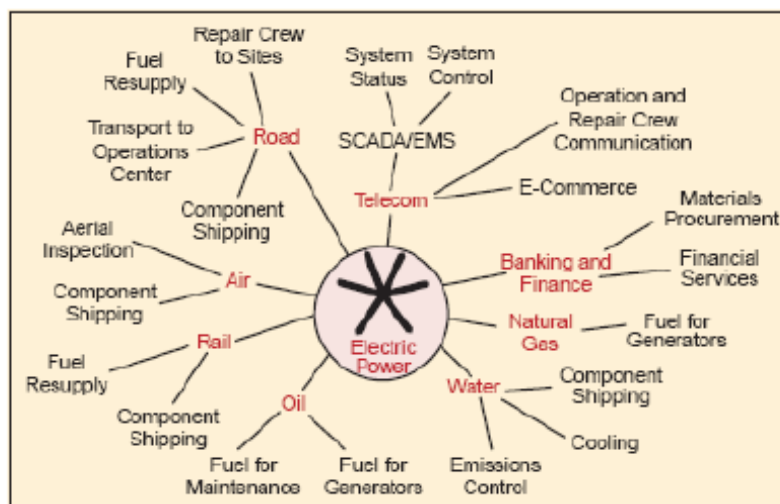 Repair Crew
to Sites
Fuel
Resupply
Transport to
Operations
Center
Road
Component
Shipping
System
Status
System
Control
SCADA/EMS
Operation and
Repair Crew
Communication
Telecom
E-Commerce
Materials
Procurement
Banking and
Finance
Financial
Services
Aerial
Inspection
Air
Component
Shipping
Natural
Gas
Fuel for
Generators
Rail
Fuel
Resupply
Component
Shipping
Electric
Power
Water
Component
Shipping
Cooling
Emissions
Control
Oil
Fuel for
Maintenance
Fuel for
Generators